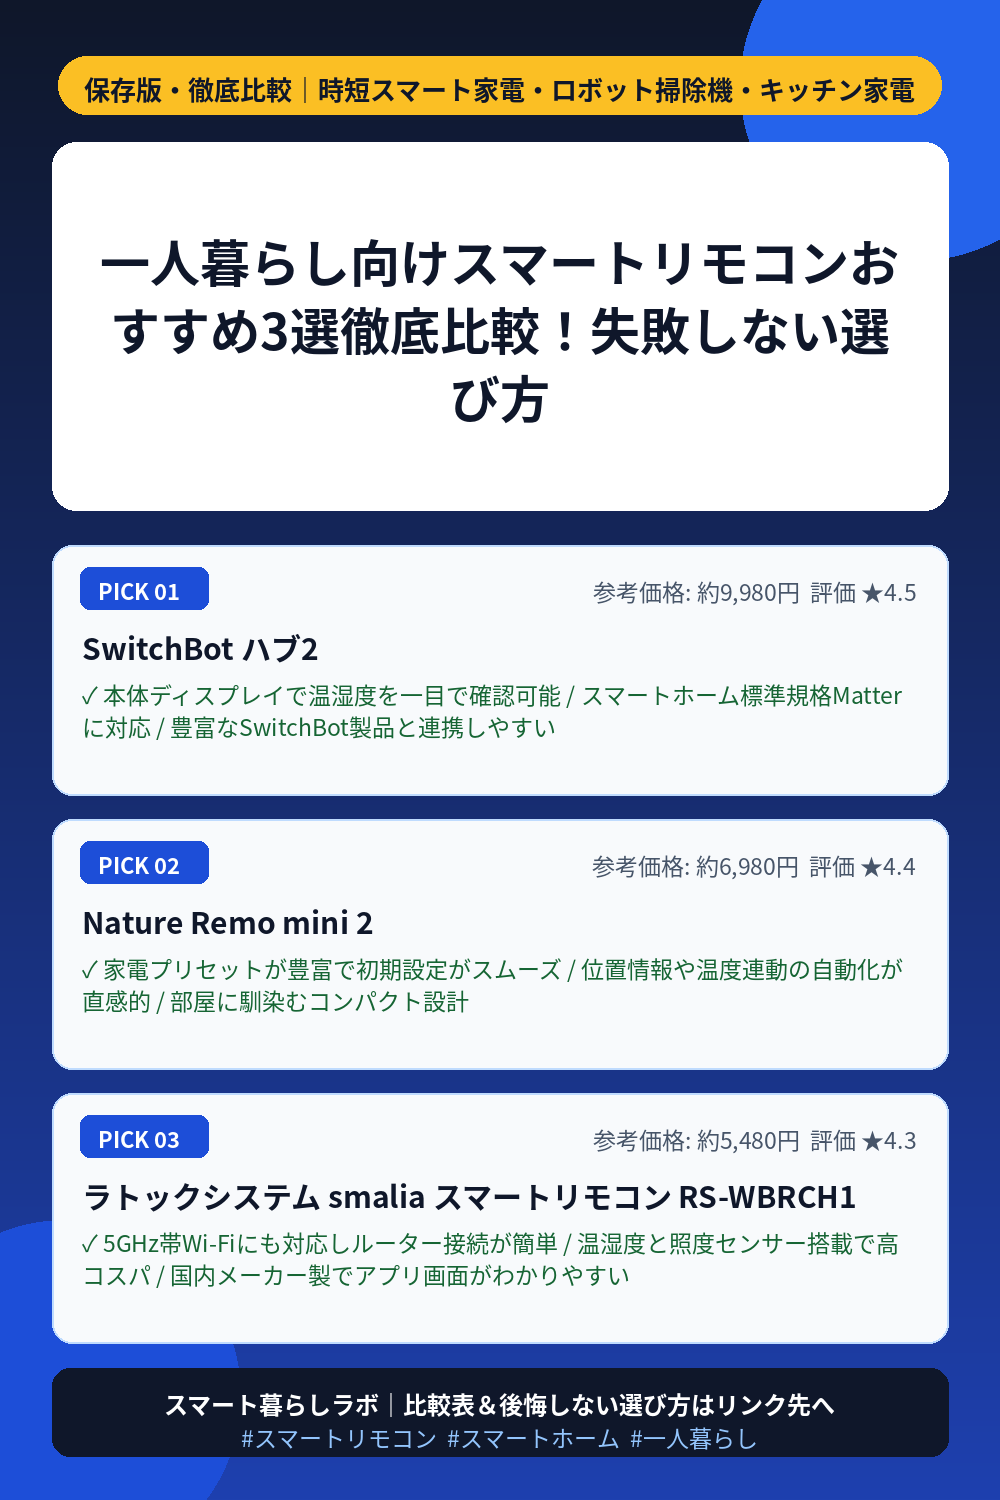 保存版・徹底比較｜時短スマート家電・ロボット掃除機・キッチン家電
一人暮らし向けスマートリモコンお
すすめ3選徹底比較！失敗しない選
び方
PICK 01
参考価格: 約9,980円 評価 ★4.5
SwitchBot ハブ2
✓ 本体ディスプレイで温湿度を一目で確認可能 / スマートホーム標準規格Matter
に対応 / 豊富なSwitchBot製品と連携しやすい
PICK 02
参考価格: 約6,980円 評価 ★4.4
Nature Remo mini 2
✓ 家電プリセットが豊富で初期設定がスムーズ / 位置情報や温度連動の自動化が
直感的 / 部屋に馴染むコンパクト設計
PICK 03
参考価格: 約5,480円 評価 ★4.3
ラトックシステム smalia スマートリモコン RS-WBRCH1
✓ 5GHz帯Wi-Fiにも対応しルーター接続が簡単 / 温湿度と照度センサー搭載で高
コスパ / 国内メーカー製でアプリ画面がわかりやすい
スマート暮らしラボ｜比較表＆後悔しない選び方はリンク先へ
#スマートリモコン #スマートホーム #一人暮らし